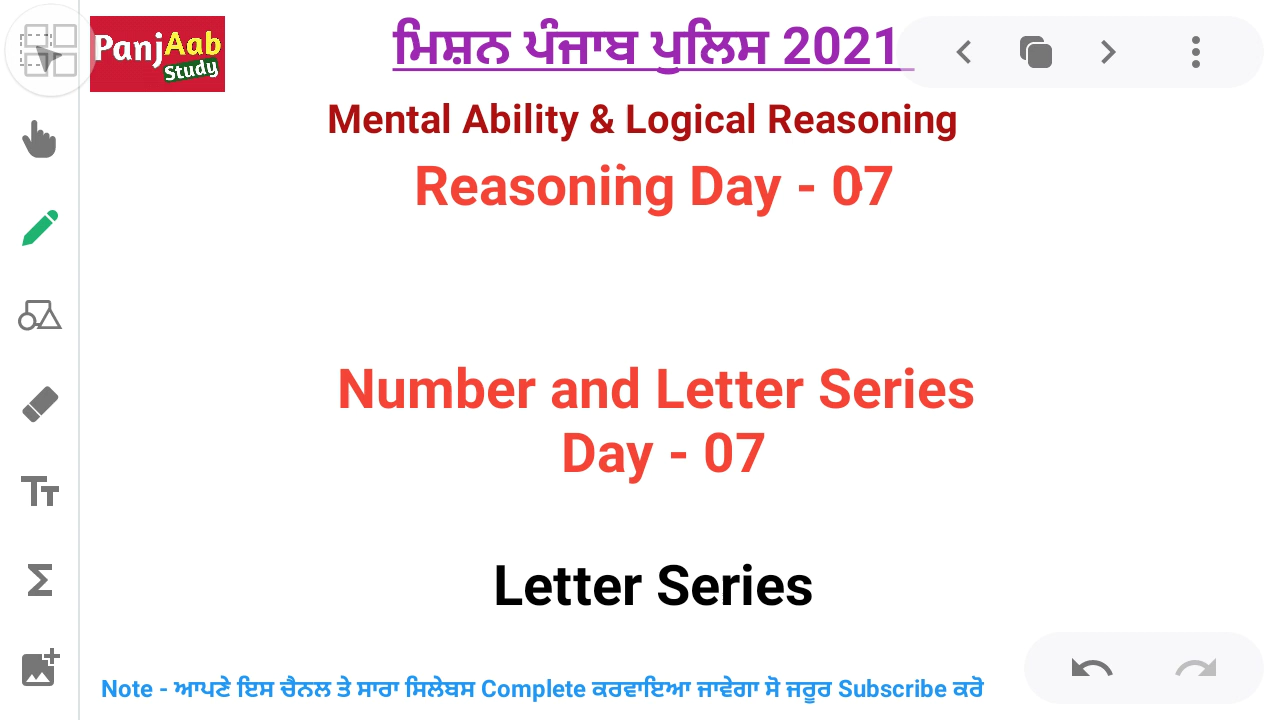 PanjAab
Study
ਮਿਸ਼ਨ ਪੰਜਾਬ ਪੁਲਿਸ 2021
Mental Ability & Logical Reasoning
Reasoning Day - 07
Number and Letter Series
Day - 07
Letter Series
Note - ਆਪਣੇ ਇਸ ਚੈਨਲ ਤੇ ਸਾਰਾ ਸਿਲੇਬਸ Complete ਕਰਵਾਇਆ ਜਾਵੇਗਾ ਸੋ ਜਰੂਰ Subscribe ਕਰੋ